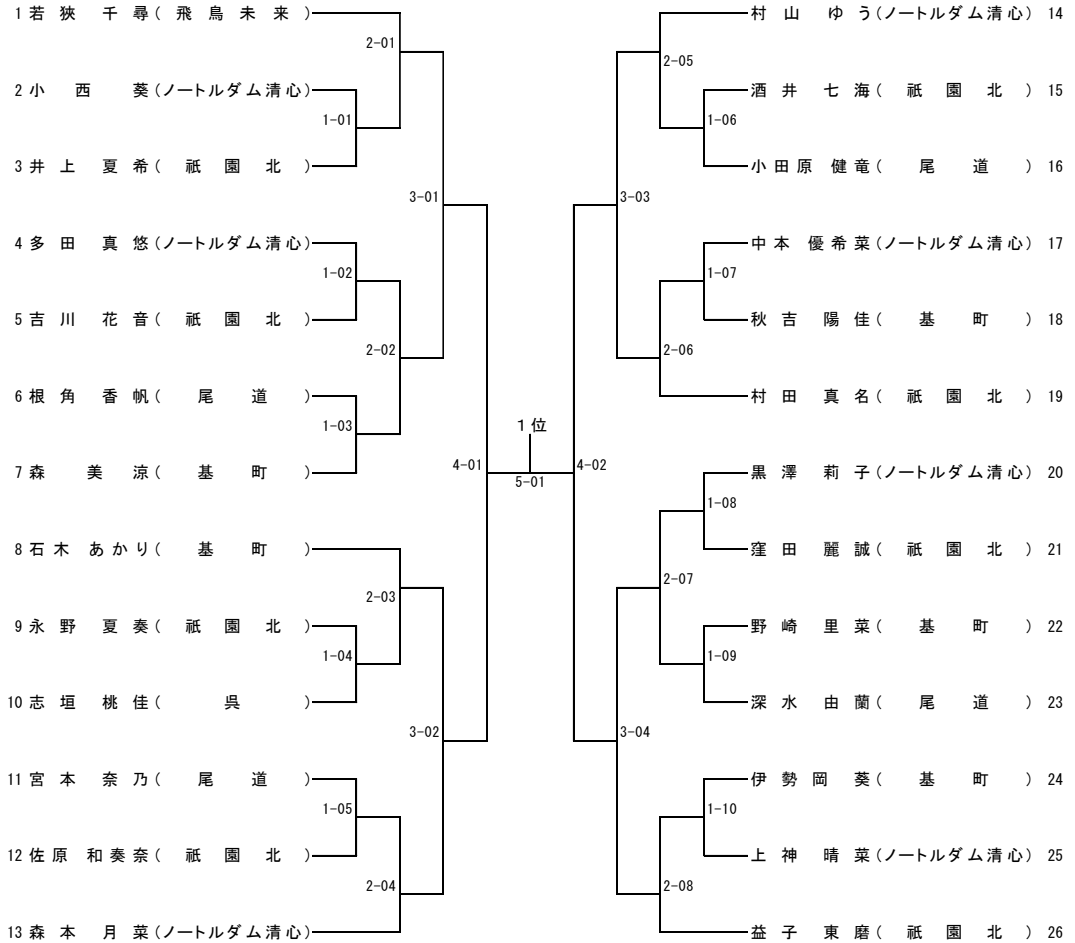 1 若狹 千尋(飛鳥未来)
2-01
2 小西 葵(ノートルダム清心)
1-01
3 井上 夏希(祇園北)
3-01
4 多田 真悠(ノートルダム清心)
1-02
5 吉川 花音(祇園北)
2-02
6 根角 香帆(尾道)
1-03
7 森 美涼(基町)
4-01
8 石木 あかり(基町)
2-03
9 永野 夏奏(祇園北)
1-04
10 志垣 桃佳(呉)
3-02
11 宮本 奈乃(尾道)
1-05
12 佐原 和奏奈(祇園北)
2-04
13 森本 月菜(ノートルダム清心)
1位
5-01
村山 ゆう(ノートルダム清心) 14
2-05
酒井 七海(祇園北) 15
1-06
小田原 健竜(尾道) 16
3-03
中本 優希菜(ノートルダム清心) 17
1-07
秋吉 陽佳(基町) 18
2-06
村田 真名(祇園北) 19
4-02
黒澤 莉子(ノートルダム清心) 20
1-08
窪田 麗誠(祇園北) 21
2-07
野崎 里菜(基町) 22
1-09
深水 由蘭(尾道) 23
3-04
伊勢岡 葵(基町) 24
1-10
上神 晴菜(ノートルダム清心) 25
2-08
益子 東磨(祇園北) 26